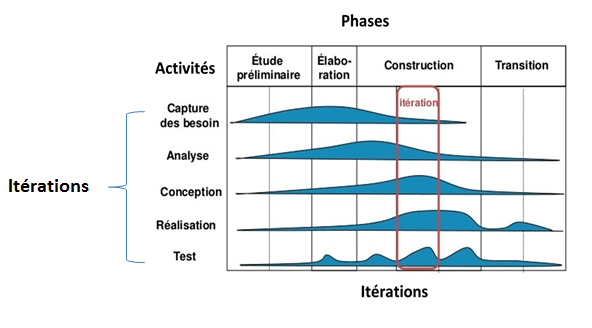 Phases
Activités
Étude
préliminaire
Élabo-
ration
Construction
Transition
itération
Capture
des besoin
Analyse
Itérations
Conception
Réalisation
Test
Itérations